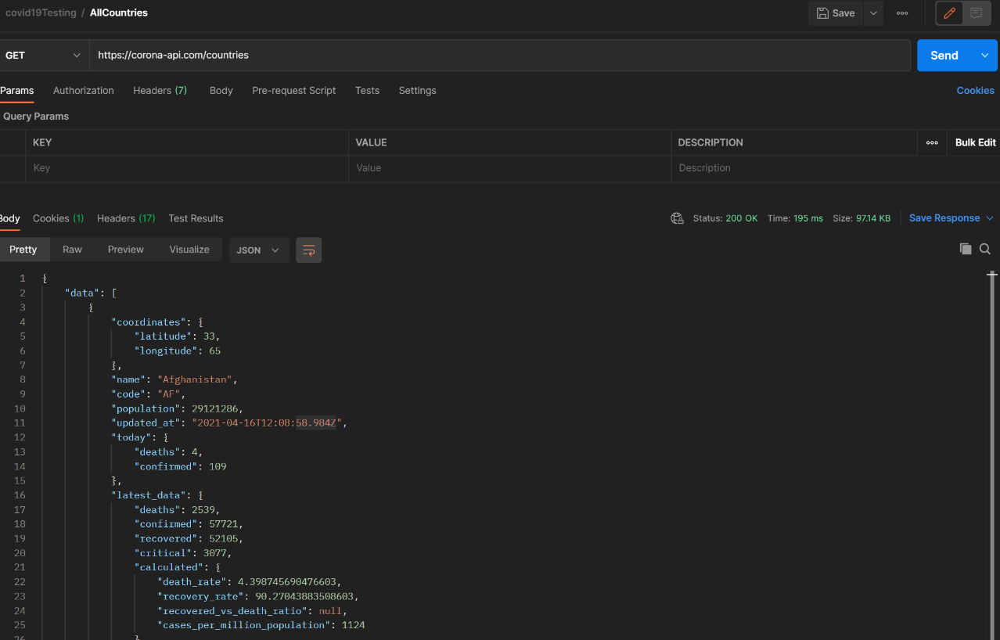 covid19Testing / AllCountries
Save
GET https://corona-api.com/countries Send
Params Authorization Headers (7) Body Pre-request Script Tests Settings Cookies
Query Params
KEY VALUE DESCRIPTION Bulk Edit
Key Value Description
Body Cookies (1) Headers (17) Test Results Status: 200 OK Time: 195 ms Size: 97.14 KB Save Response
Pretty Raw Preview Visualize JSON
1 {
2 "data": [
3 {
4 "coordinates": {
5 "latitude": 33,
6 "longitude": 65
7 },
8 "name": "Afghanistan",
9 "code": "AF",
10 "population": 29121286,
11 "updated_at": "2021-04-16T12:08:58.984Z",
12 "today": {
13 "deaths": 4,
14 "confirmed": 109
15 },
16 "latest_data": {
17 "deaths": 2539,
18 "confirmed": 57721,
19 "recovered": 52105,
20 "critical": 3077,
21 "calculated": {
22 "death_rate": 4.398745690476603,
23 "recovery_rate": 90.27043883508603,
24 "recovered_vs_death_ratio": null,
25 "cases_per_million_population": 1124
26 }